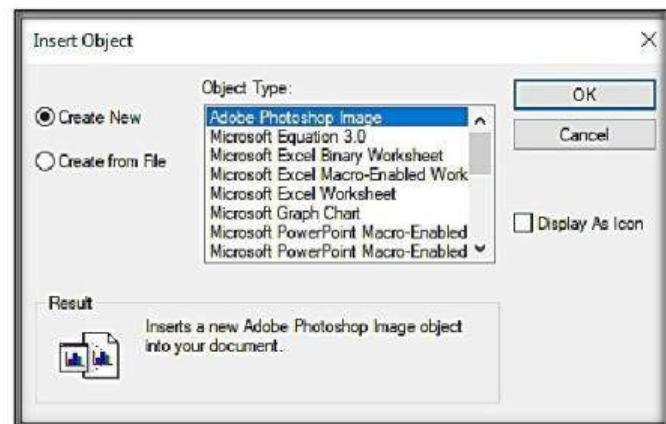 Insert Object
Object Type:
Create New
Create from File
Adobe Photoshop Image
Microsoft Equation 3.0
Microsoft Excel Binary Worksheet
Microsoft Excel Macro-Enabled Work
Microsoft Excel Worksheet
Microsoft Graph Chart
Microsoft PowerPoint Macro-Enabled
Microsoft PowerPoint Macro-Enabled
OK
Cancel
Display As Icon
Result
Inserts a new Adobe Photoshop Image object
into your document.